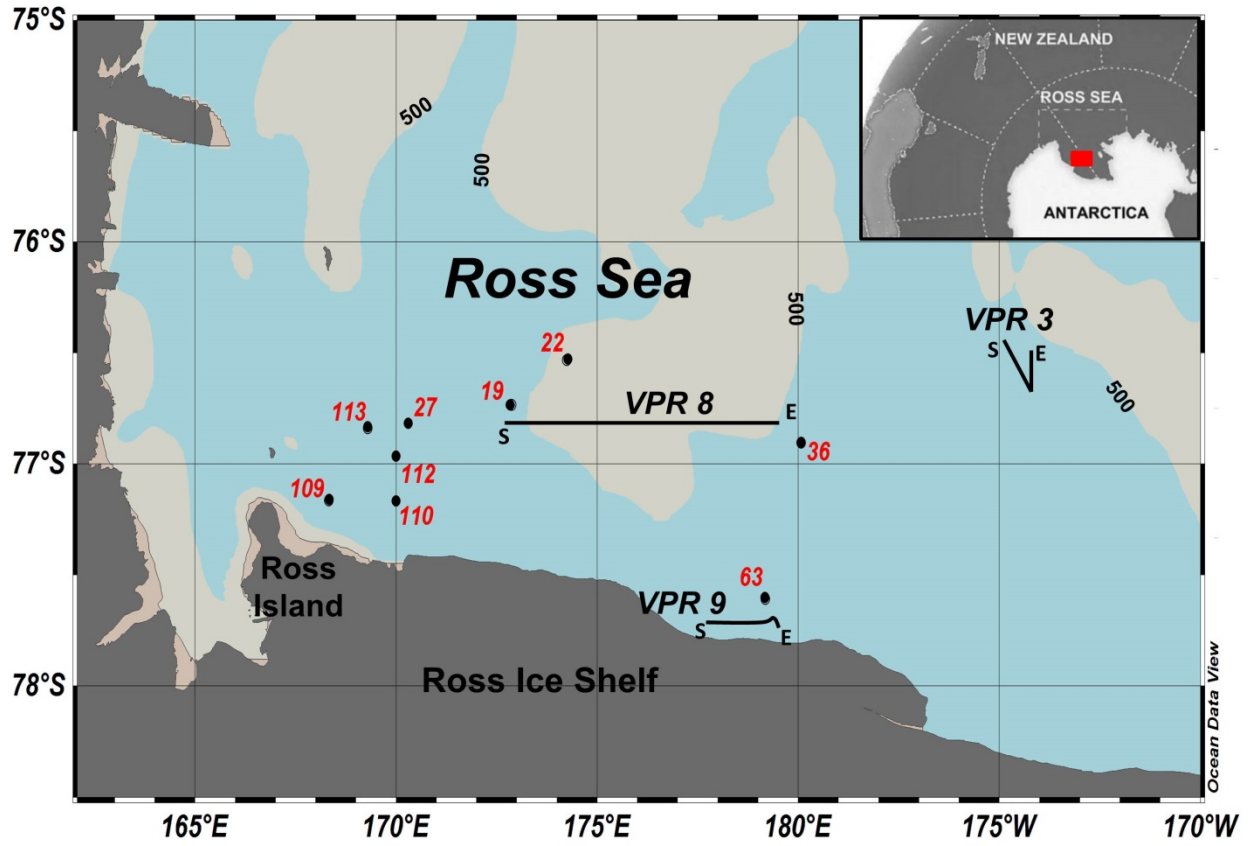 75°S
76°S
77°S
78°S
165°E
170°E
175°E
180°E
175°W
170°W
NEW ZEALAND
ROSS SEA
ANTARCTICA
500
500
500
500
Ross Sea
VPR 3
S
E
22
19
VPR 8
S
E
113
27
36
112
109
110
63
VPR 9
S
E
Ross
Island
Ross Ice Shelf
Ocean Data View